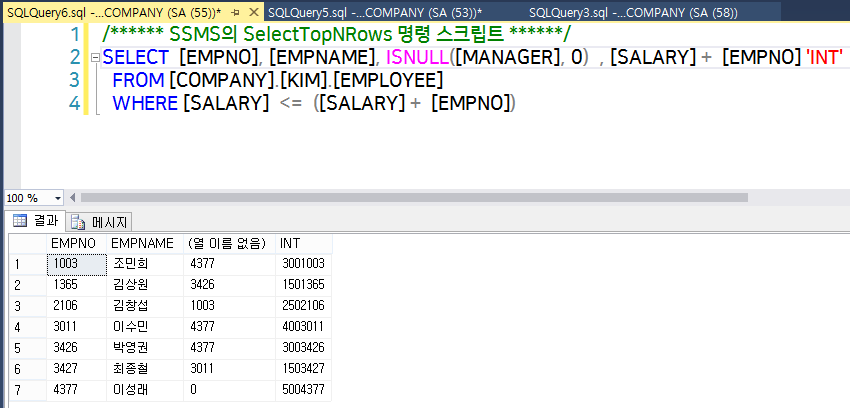 SQLQuery6.sql -...COMPANY (SA (55))* SQLQuery5.sql -...COMPANY (SA (53))* SQLQuery3.sql -...COMPANY (SA (58))
1 /****** SSMS의 SelectTopNRows 명령 스크립트 ******/
2 SELECT [EMPNO], [EMPNAME], ISNULL([MANAGER], 0) , [SALARY] + [EMPNO] 'INT'
3 FROM [COMPANY].[KIM].[EMPLOYEE]
4 WHERE [SALARY] <= ([SALARY] + [EMPNO])
100 %
결과 메시지
EMPNO EMPNAME (열 이름 없음) INT
1 1003 조민희 4377 3001003
2 1365 김상원 3426 1501365
3 2106 김창섭 1003 2502106
4 3011 이수민 4377 4003011
5 3426 박영권 4377 3003426
6 3427 최종철 3011 1503427
7 4377 이성래 0 5004377